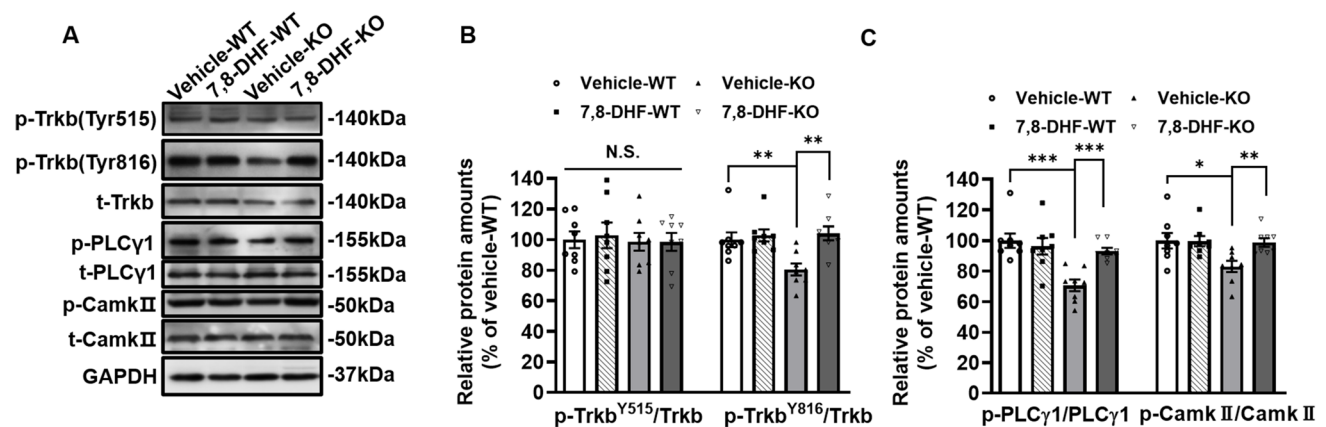 A
Vehicle-WT
7,8-DHF-WT
Vehicle-KO
7,8-DHF-KO
p-Trkb(Tyr515)
-140kDa
p-Trkb(Tyr816)
-140kDa
t-Trkb
-140kDa
p-PLCγ1
-155kDa
t-PLCγ1
-155kDa
p-CamkⅡ
-50kDa
t-CamkⅡ
-50kDa
GAPDH
-37kDa
B
Vehicle-WT
Vehicle-KO
7,8-DHF-WT
7,8-DHF-KO
N.S.
**
**
Relative protein amounts
(% of vehicle-WT)
140
120
100
80
60
40
20
0
p-Trkb^Y515/Trkb
p-Trkb^Y816/Trkb
C
Vehicle-WT
Vehicle-KO
7,8-DHF-WT
7,8-DHF-KO
***
***
*
**
Relative protein amounts
(% of vehicle-WT)
140
120
100
80
60
40
20
0
p-PLCγ1/PLCγ1
p-Camk Ⅱ/Camk Ⅱ